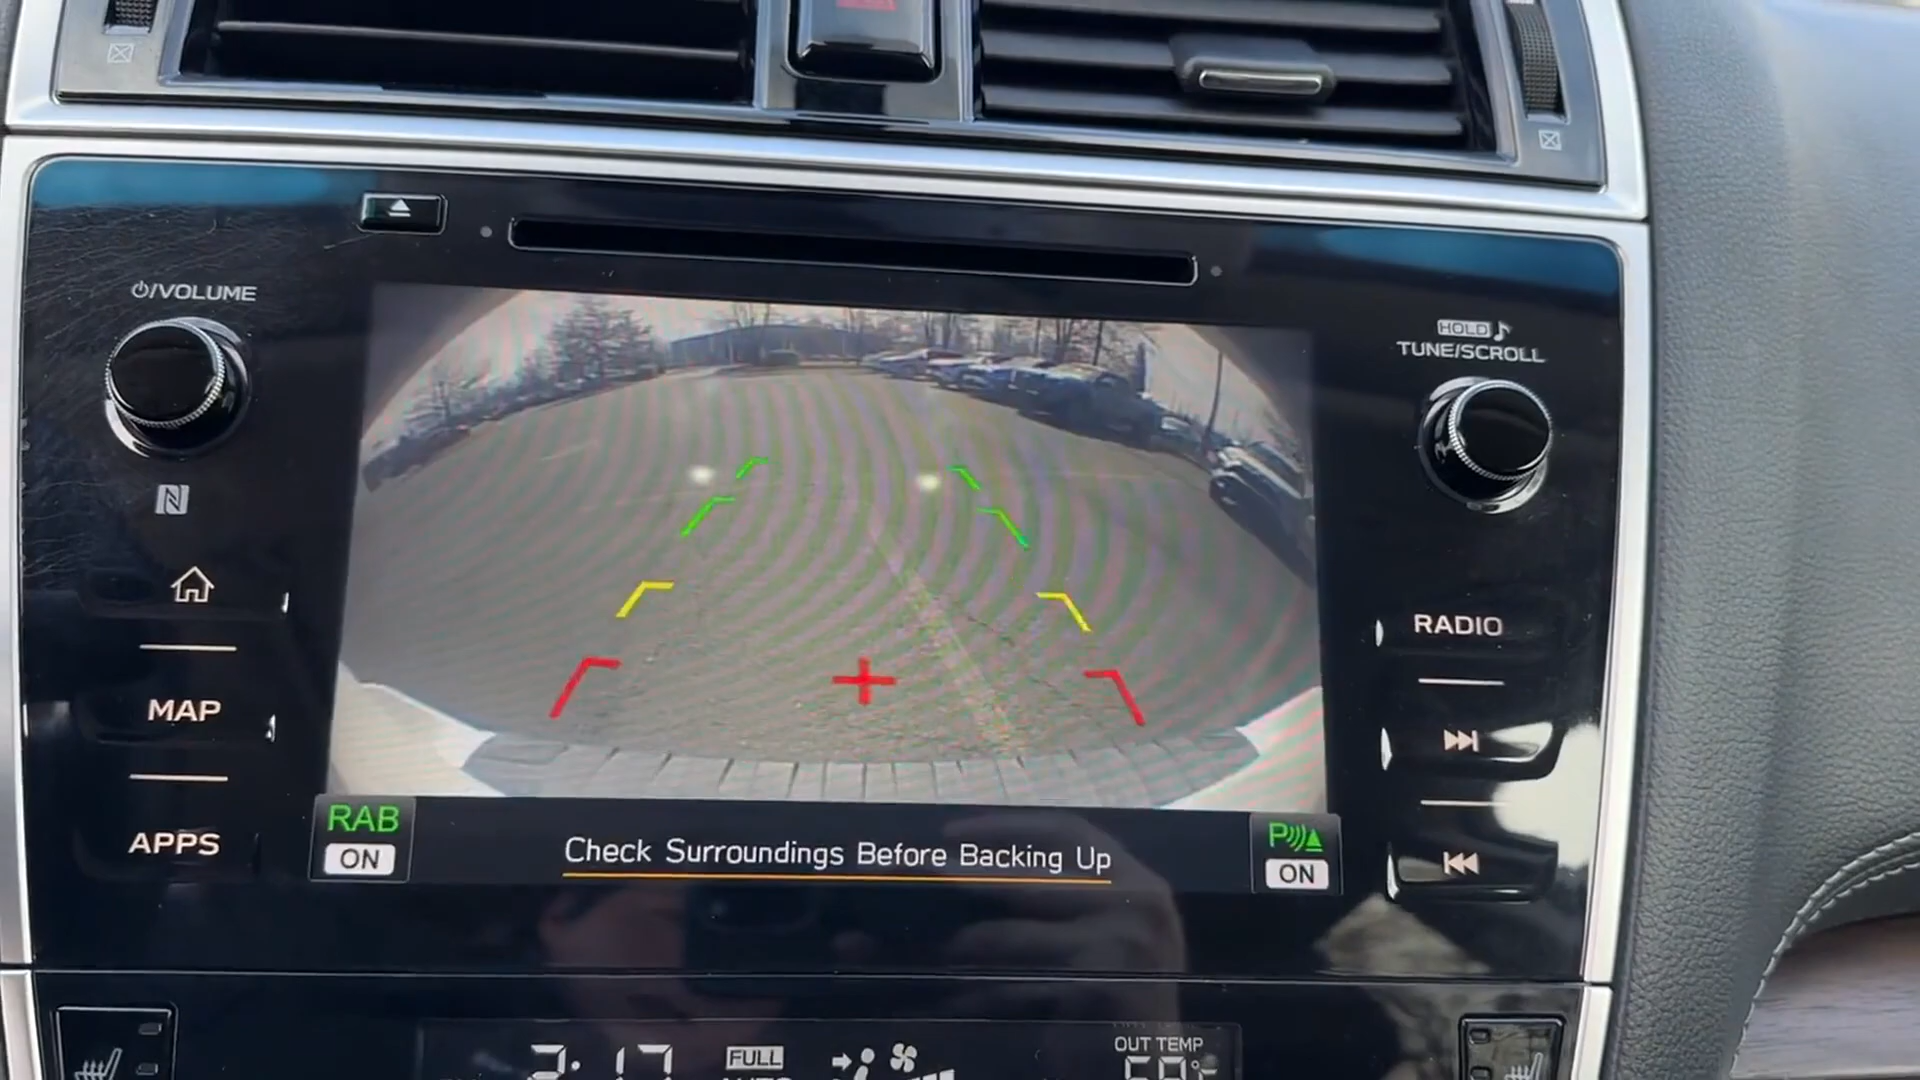 ⏻/VOLUME
HOLD ♪
TUNE/SCROLL
RADIO
MAP
APPS
RAB
ON
Check Surroundings Before Backing Up
P
ON
OUT TEMP
FULL